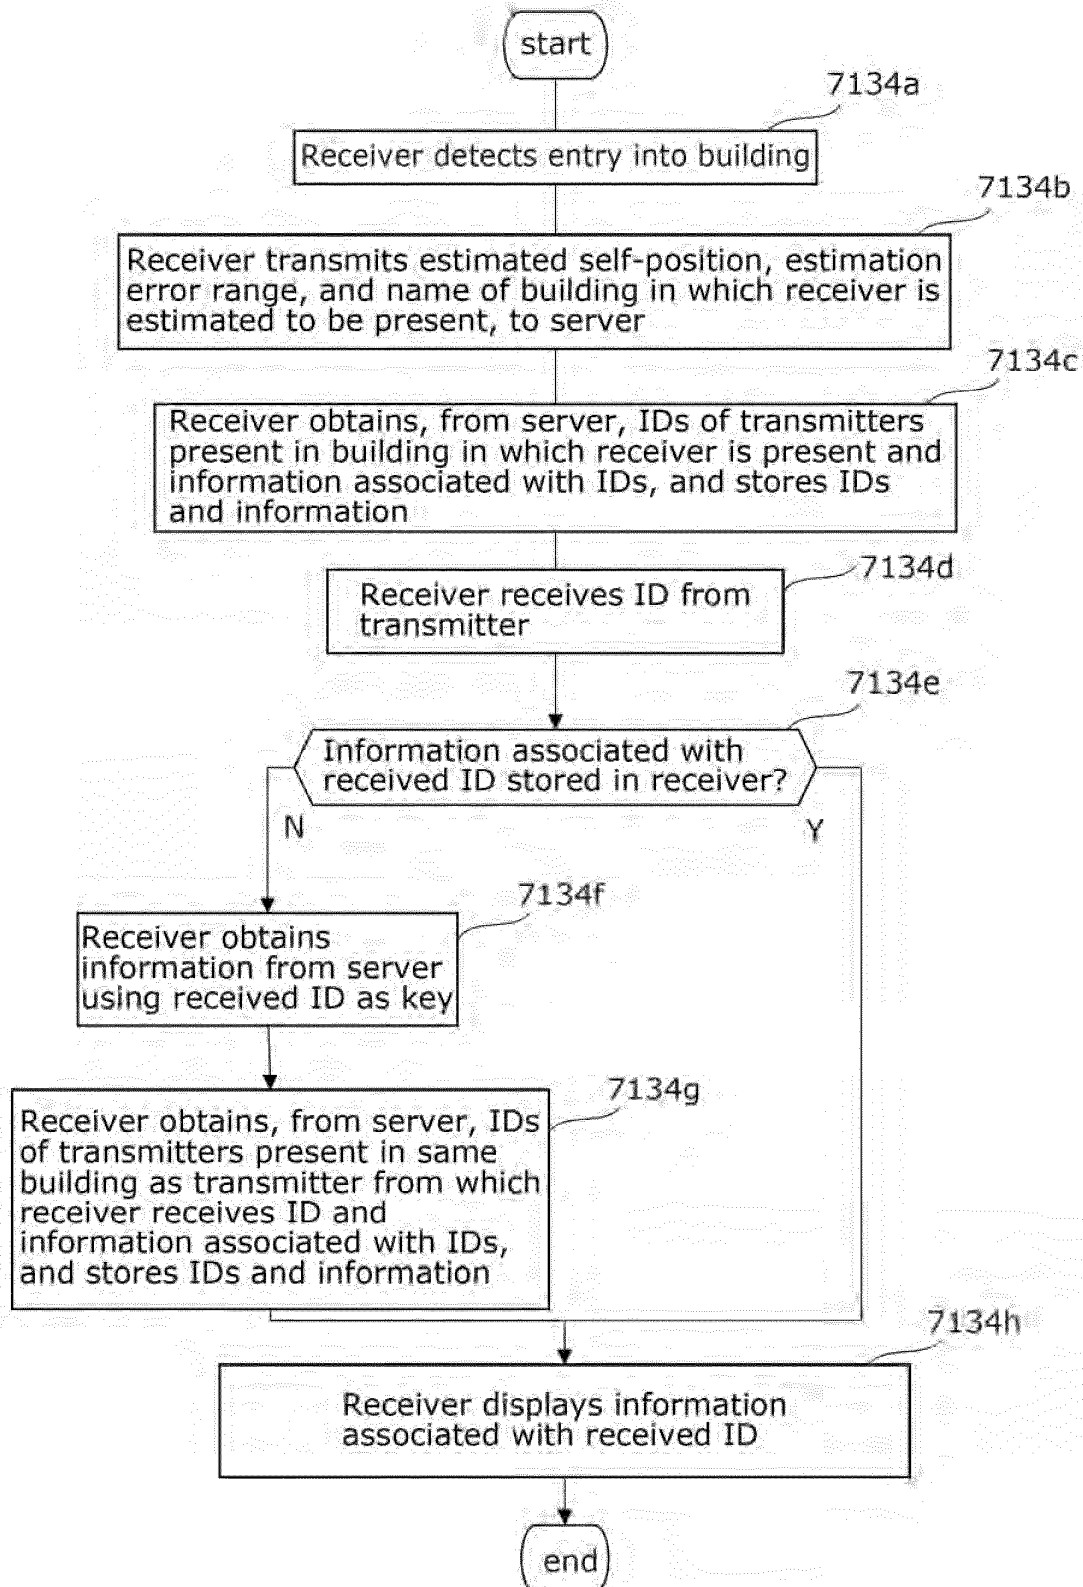 start
7134a
Receiver detects entry into building
7134b
Receiver transmits estimated self-position, estimation
error range, and name of building in which receiver is
estimated to be present, to server
7134c
Receiver obtains, from server, IDs of transmitters
present in building in which receiver is present and
information associated with IDs, and stores IDs
and information
7134d
Receiver receives ID from
transmitter
7134e
Information associated with
received ID stored in receiver?
N
Y
7134f
Receiver obtains
information from server
using received ID as key
7134g
Receiver obtains, from server, IDs
of transmitters present in same
building as transmitter from which
receiver receives ID and
information associated with IDs,
and stores IDs and information
7134h
Receiver displays information
associated with received ID
end